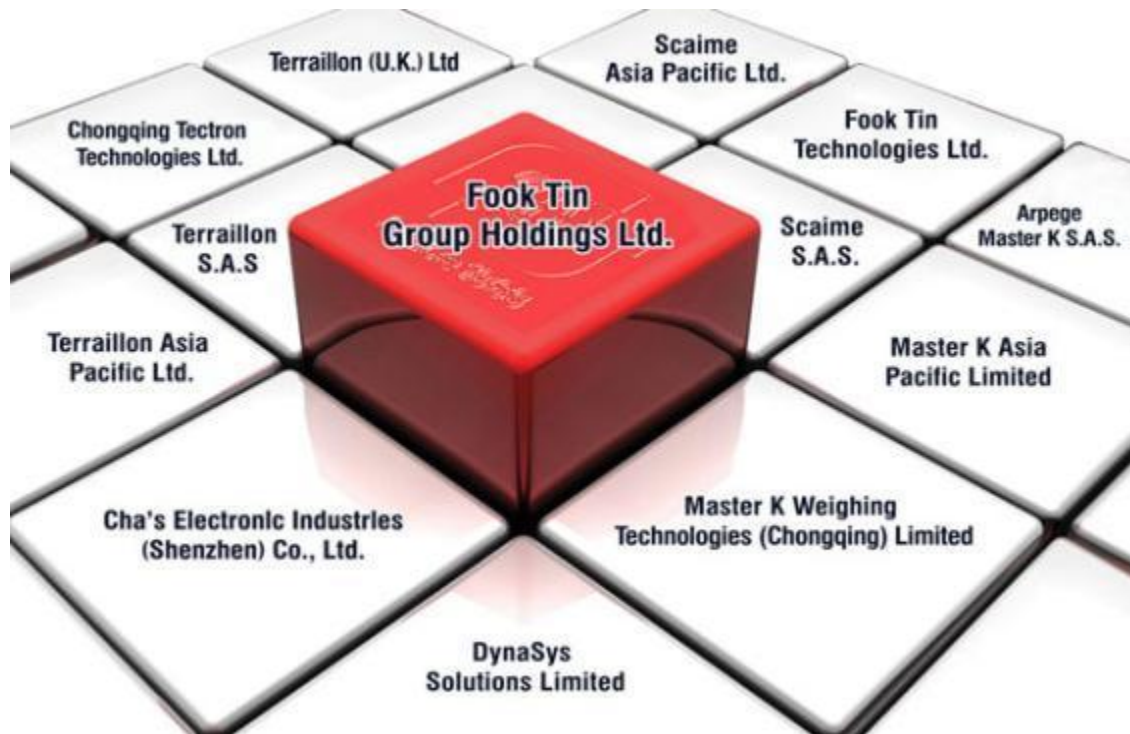 Terraillon (U.K.) Ltd
Scaime
Asia Pacific Ltd.
Chongqing Tectron
Technologies Ltd.
Fook Tin
Technologies Ltd.
Fook Tin
Group Holdings Ltd.
Terraillon
S.A.S
Scaime
S.A.S.
Arpege
Master K S.A.S.
Terraillon Asia
Pacific Ltd.
Master K Asia
Pacific Limited
Cha's Electronic Industries
(Shenzhen) Co., Ltd.
Master K Weighing
Technologies (Chongqing) Limited
DynaSys
Solutions Limited